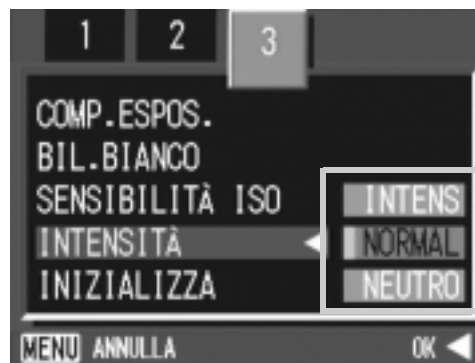 1 2 3
COMP.ESPOS.
BIL.BIANCO
SENSIBILITÀ ISO INTENS
INTENSITÀ ◀ NORMAL
INIZIALIZZA NEUTRO
MENU ANNULLA OK ◀